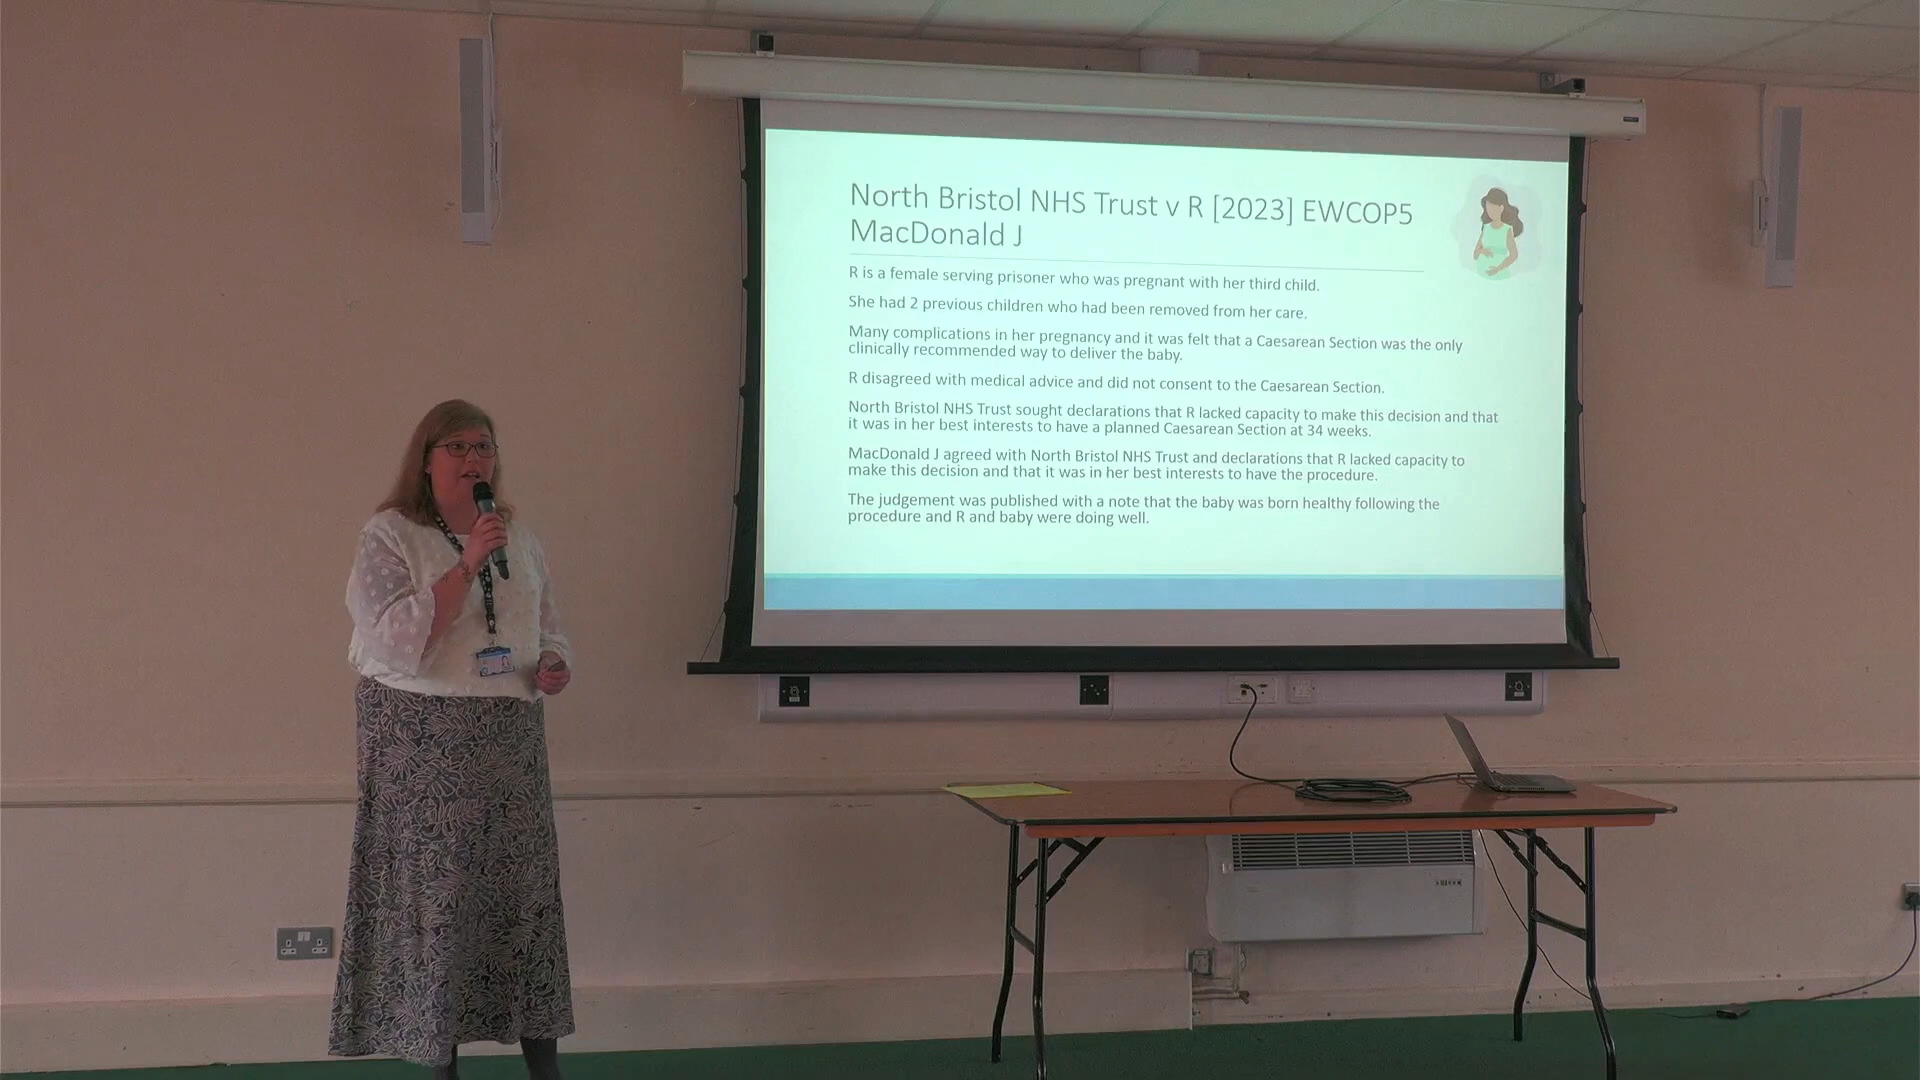 North Bristol NHS Trust v R [2023] EWCOP5
MacDonald J
R is a female serving prisoner who was pregnant with her third child.
She had 2 previous children who had been removed from her care.
Many complications in her pregnancy and it was felt that a Caesarean Section was the only
clinically recommended way to deliver the baby.
R disagreed with medical advice and did not consent to the Caesarean Section.
North Bristol NHS Trust sought declarations that R lacked capacity to make this decision and that
it was in her best interests to have a planned Caesarean Section at 34 weeks.
MacDonald J agreed with North Bristol NHS Trust and declarations that R lacked capacity to
make this decision and that it was in her best interests to have the procedure.
The judgement was published with a note that the baby was born healthy following the
procedure and R and baby were doing well.